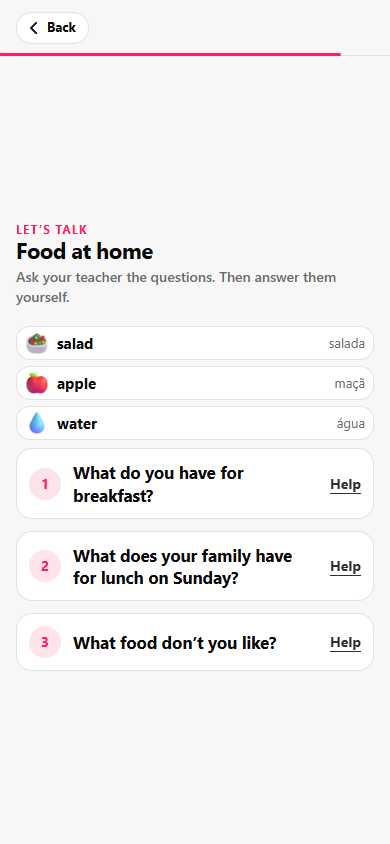 Back
LET'S TALK
Food at home
Ask your teacher the questions. Then answer them
yourself.
salad salada
apple maçã
water água
1 What do you have for
breakfast?
Help
2 What does your family have
for lunch on Sunday?
Help
3 What food don't you like? Help